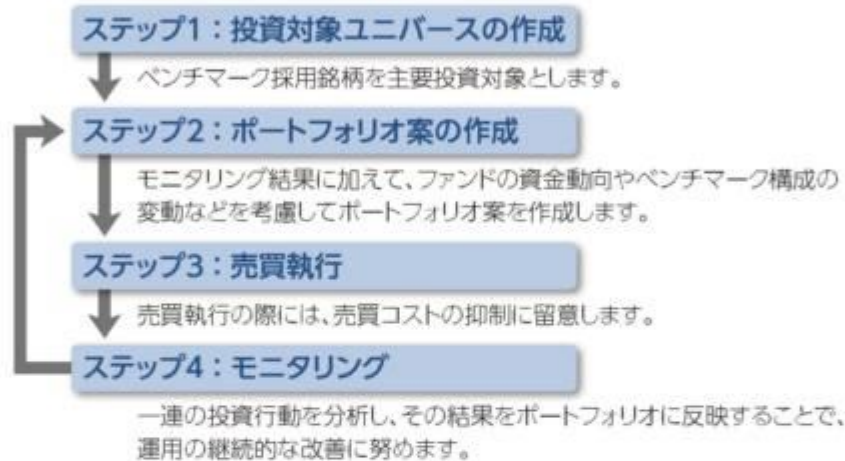 ステップ1：投資対象ユニバースの作成
ベンチマーク採用銘柄を主要投資対象とします。
ステップ2：ポートフォリオ案の作成
モニタリング結果に加えて、ファンドの資金動向やベンチマーク構成の
変動などを考慮してポートフォリオ案を作成します。
ステップ3：売買執行
売買執行の際には、売買コストの抑制に留意します。
ステップ4：モニタリング
一連の投資行動を分析し、その結果をポートフォリオに反映することで、
運用の継続的な改善に努めます。